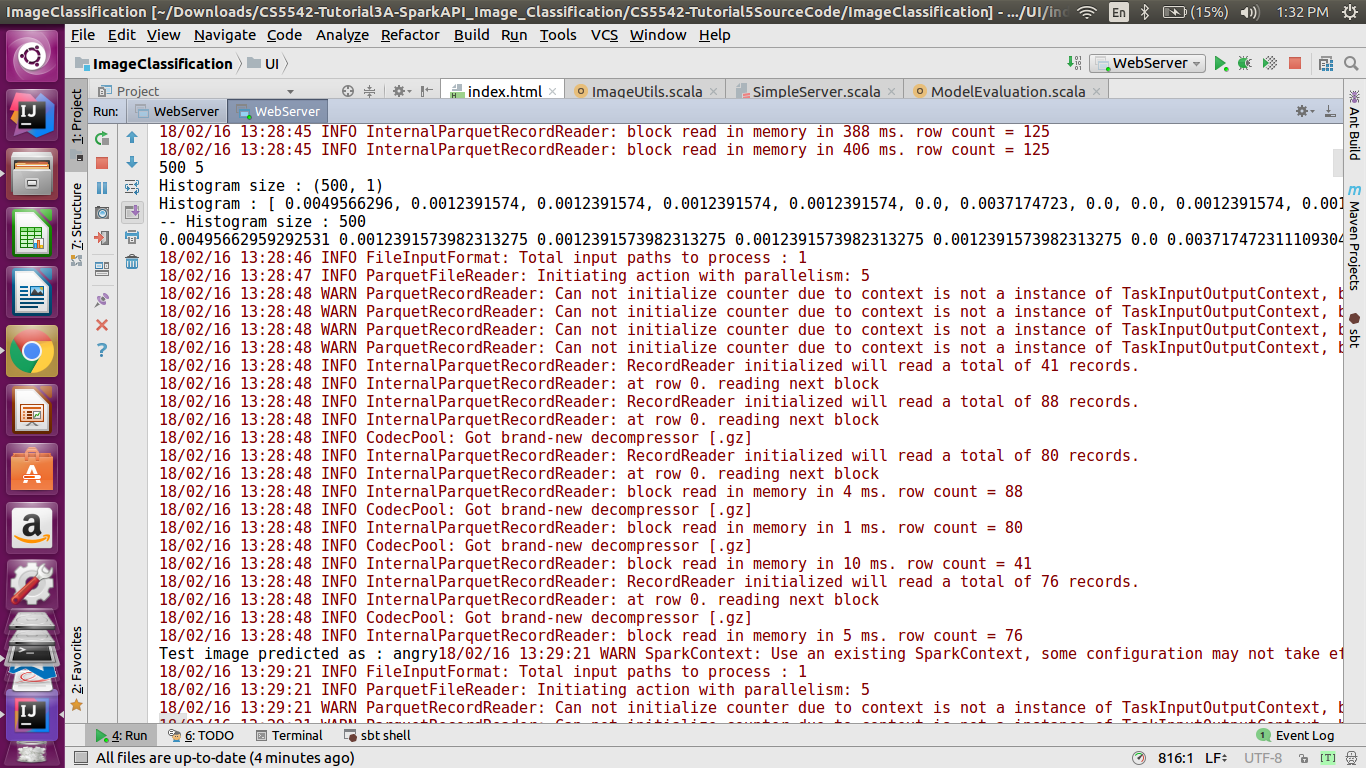 ImageClassification [~/Downloads/CS5542-Tutorial3A-SparkAPI_Image_Classification/CS5542-Tutorial5SourceCode/ImageClassification] - .../UI/in
En
(15%)
1:32 PM
File Edit View Navigate Code Analyze Refactor Build Run Tools VCS Window Help
ImageClassification UI
WebServer
Project
index.html
ImageUtils.scala
SimpleServer.scala
ModelEvaluation.scala
Run: WebServer WebServer
1: Project
7: Structure
2: Favorites
Ant Build
Maven Projects
sbt
18/02/16 13:28:45 INFO InternalParquetRecordReader: block read in memory in 388 ms. row count = 125
18/02/16 13:28:45 INFO InternalParquetRecordReader: block read in memory in 406 ms. row count = 125
500 5
Histogram size : (500, 1)
Histogram : [ 0.0049566296, 0.0012391574, 0.0012391574, 0.0012391574, 0.0012391574, 0.0, 0.0037174723, 0.0, 0.0, 0.0012391574, 0.001
-- Histogram size : 500
0.00495662959292531 0.0012391573982313275 0.0012391573982313275 0.0012391573982313275 0.0012391573982313275 0.0 0.003717472311109304
18/02/16 13:28:46 INFO FileInputFormat: Total input paths to process : 1
18/02/16 13:28:47 INFO ParquetFileReader: Initiating action with parallelism: 5
18/02/16 13:28:48 WARN ParquetRecordReader: Can not initialize counter due to context is not a instance of TaskInputOutputContext, b
18/02/16 13:28:48 WARN ParquetRecordReader: Can not initialize counter due to context is not a instance of TaskInputOutputContext, b
18/02/16 13:28:48 WARN ParquetRecordReader: Can not initialize counter due to context is not a instance of TaskInputOutputContext, b
18/02/16 13:28:48 WARN ParquetRecordReader: Can not initialize counter due to context is not a instance of TaskInputOutputContext, b
18/02/16 13:28:48 INFO InternalParquetRecordReader: RecordReader initialized will read a total of 41 records.
18/02/16 13:28:48 INFO InternalParquetRecordReader: at row 0. reading next block
18/02/16 13:28:48 INFO InternalParquetRecordReader: RecordReader initialized will read a total of 88 records.
18/02/16 13:28:48 INFO InternalParquetRecordReader: at row 0. reading next block
18/02/16 13:28:48 INFO CodecPool: Got brand-new decompressor [.gz]
18/02/16 13:28:48 INFO InternalParquetRecordReader: RecordReader initialized will read a total of 80 records.
18/02/16 13:28:48 INFO InternalParquetRecordReader: at row 0. reading next block
18/02/16 13:28:48 INFO InternalParquetRecordReader: block read in memory in 4 ms. row count = 88
18/02/16 13:28:48 INFO CodecPool: Got brand-new decompressor [.gz]
18/02/16 13:28:48 INFO InternalParquetRecordReader: block read in memory in 1 ms. row count = 80
18/02/16 13:28:48 INFO CodecPool: Got brand-new decompressor [.gz]
18/02/16 13:28:48 INFO InternalParquetRecordReader: block read in memory in 10 ms. row count = 41
18/02/16 13:28:48 INFO InternalParquetRecordReader: RecordReader initialized will read a total of 76 records.
18/02/16 13:28:48 INFO InternalParquetRecordReader: at row 0. reading next block
18/02/16 13:28:48 INFO CodecPool: Got brand-new decompressor [.gz]
18/02/16 13:28:48 INFO InternalParquetRecordReader: block read in memory in 5 ms. row count = 76
Test image predicted as : angry18/02/16 13:29:21 WARN SparkContext: Use an existing SparkContext, some configuration may not take ef
18/02/16 13:29:21 INFO FileInputFormat: Total input paths to process : 1
18/02/16 13:29:21 INFO ParquetFileReader: Initiating action with parallelism: 5
18/02/16 13:29:21 WARN ParquetRecordReader: Can not initialize counter due to context is not a instance of TaskInputOutputContext, b
18/02/16 13:29:21 WARN ParquetRecordReader: Can not initialize counter due to context is not a instance of TaskInputOutputContext, b
4: Run 6: TODO Terminal sbt shell
1 Event Log
All files are up-to-date (4 minutes ago)
816:1 LF UTF-8 [T]